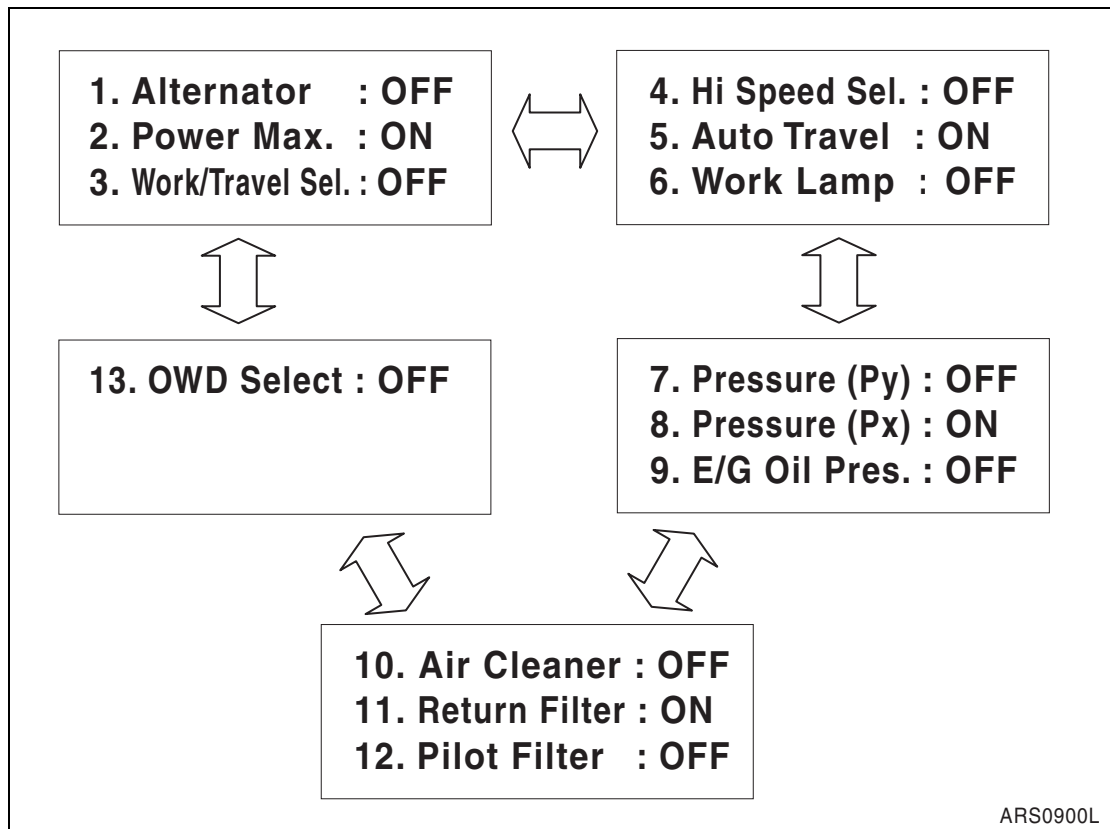 1. Alternator : OFF
2. Power Max. : ON
3. Work/Travel Sel. : OFF
4. Hi Speed Sel. : OFF
5. Auto Travel : ON
6. Work Lamp : OFF
13. OWD Select : OFF
7. Pressure (Py) : OFF
8. Pressure (Px) : ON
9. E/G Oil Pres. : OFF
10. Air Cleaner : OFF
11. Return Filter : ON
12. Pilot Filter : OFF
ARS0900L